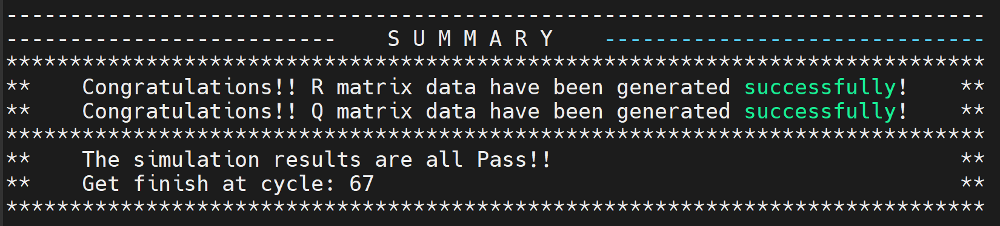 ------------------------------------------------------------------------------
--------------------------    S U M M A R Y    ------------------------------
*****************************************************************************
**    Congratulations!! R matrix data have been generated successfully!    **
**    Congratulations!! Q matrix data have been generated successfully!    **
*****************************************************************************
**    The simulation results are all Pass!!                                **
**    Get finish at cycle: 67                                              **
*****************************************************************************